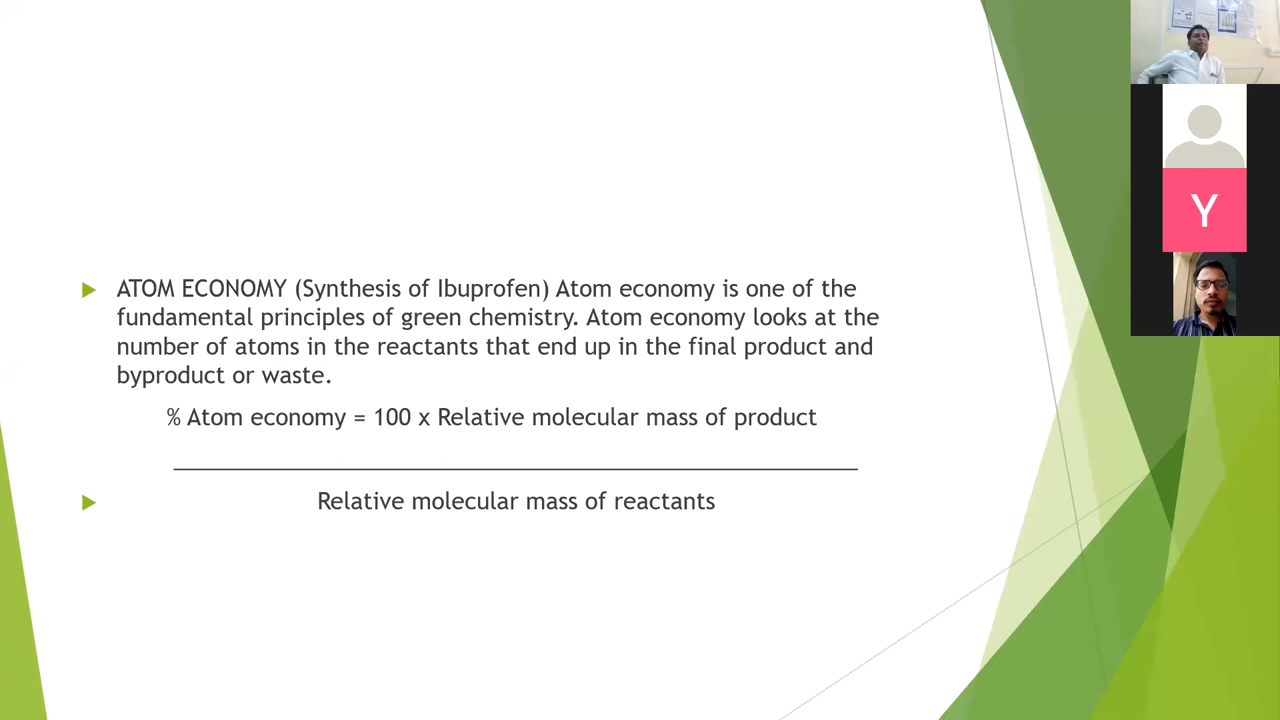 ATOM ECONOMY (Synthesis of Ibuprofen) Atom economy is one of the
fundamental principles of green chemistry. Atom economy looks at the
number of atoms in the reactants that end up in the final product and
byproduct or waste.
% Atom economy = 100 x Relative molecular mass of product
Relative molecular mass of reactants
Y